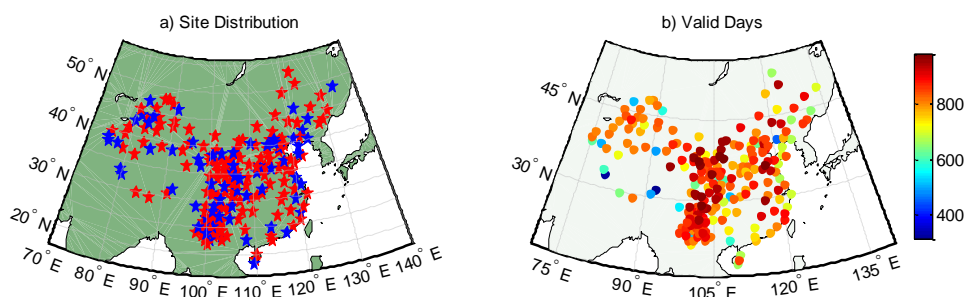 a) Site Distribution
50° N
40° N
30° N
20° N
70° E
80° E
90° E
100° E
110° E
120° E
130° E
140° E
b) Valid Days
45° N
30° N
75° E
90° E
105° E
120° E
135° E
800
600
400